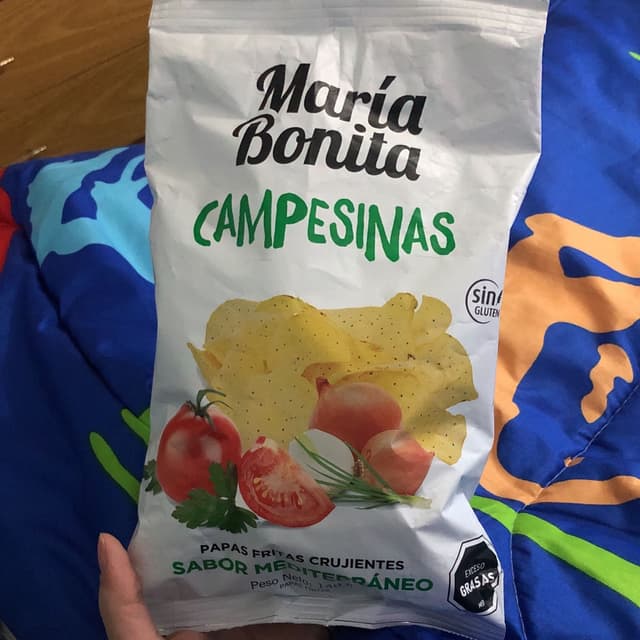 María
Bonita
CAMPESINAS
sin
GLUTEN
PAPAS FRITAS CRUJIENTES
SABOR MEDITERRÁNEO
Peso Neto:
EXCESO
GRASAS